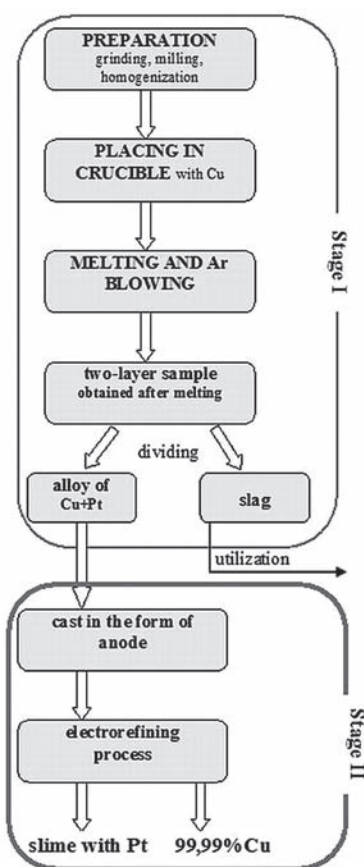 PREPARATION
grinding, milling,
homogenization
PLACING IN
CRUCIBLE with Cu
MELTING AND Ar
BLOWING
two-layer sample
obtained after melting
dividing
alloy of
Cu+Pt
slag
utilization
Stage I
cast in the form of
anode
electrorefining
process
slime with Pt
99,99%Cu
Stage II